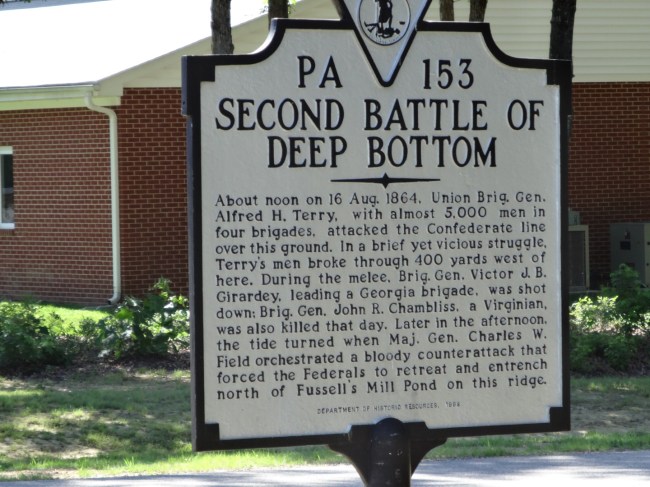 PA 153
SECOND BATTLE OF
DEEP BOTTOM
About noon on 16 Aug. 1864, Union Brig. Gen.
Alfred H. Terry, with almost 5,000 men in
four brigades, attacked the Confederate line
over this ground. In a brief yet vicious struggle,
Terry's men broke through 400 yards west of
here. During the melee, Brig. Gen. Victor J. B.
Girardey, leading a Georgia brigade, was shot
down; Brig. Gen. John R. Chambliss, a Virginian,
was also killed that day. Later in the afternoon,
the tide turned when Maj. Gen. Charles W.
Field orchestrated a bloody counterattack that
forced the Federals to retreat and entrench
north of Fussell's Mill Pond on this ridge.
DEPARTMENT OF HISTORIC RESOURCES,